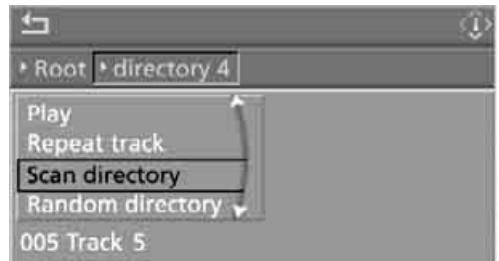 Root directory 4
Play
Repeat track
Scan directory
Random directory
005 Track 5